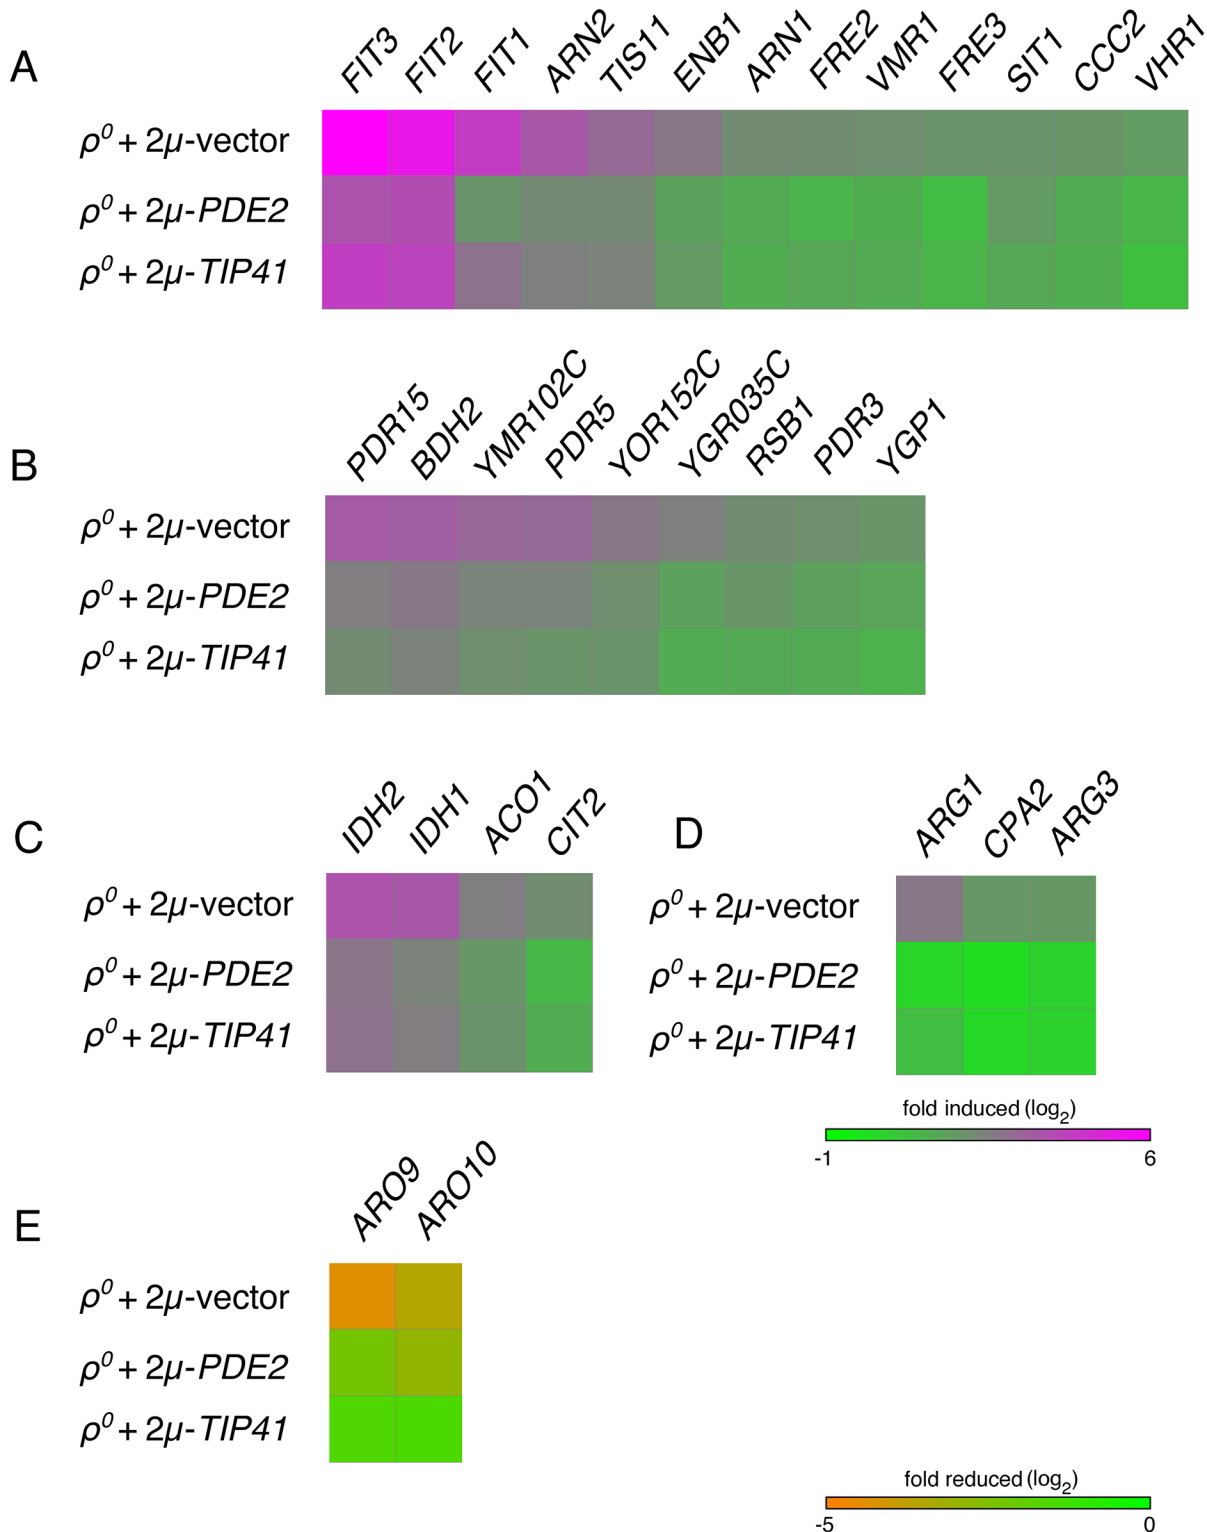 A
FIT3 FIT2 FIT1 ARN2 TIS11 ENB1 ARN1 FRE2 VMR1 FRE3 SIT1 CCC2 VHR1
ρ⁰ + 2µ-vector
ρ⁰ + 2µ-PDE2
ρ⁰ + 2µ-TIP41
B
PDR15 BDH2 YMR102C PDR5 YOR152C YGR035C RSB1 PDR3 YGP1
ρ⁰ + 2µ-vector
ρ⁰ + 2µ-PDE2
ρ⁰ + 2µ-TIP41
C
IDH2 IDH1 ACO1 CIT2
ρ⁰ + 2µ-vector
ρ⁰ + 2µ-PDE2
ρ⁰ + 2µ-TIP41
D
ARG1 CPA2 ARG3
ρ⁰ + 2µ-vector
ρ⁰ + 2µ-PDE2
ρ⁰ + 2µ-TIP41
fold induced (log₂)
-1 6
E
ARO9 ARO10
ρ⁰ + 2µ-vector
ρ⁰ + 2µ-PDE2
ρ⁰ + 2µ-TIP41
fold reduced (log₂)
-5 0